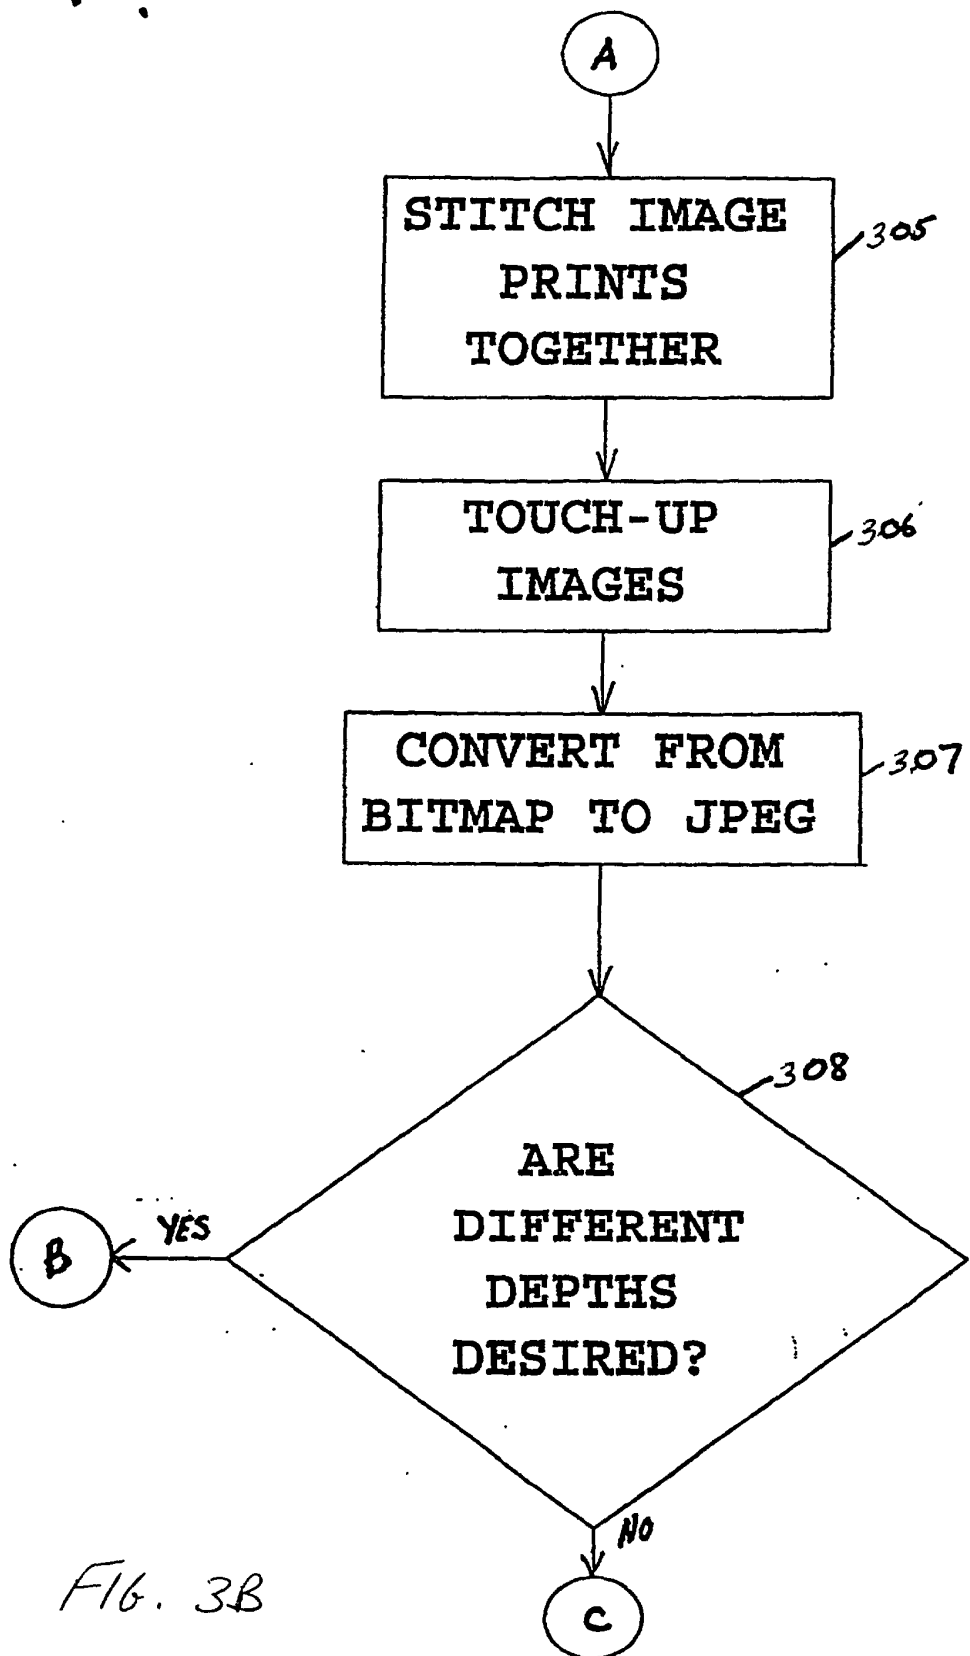 A
STITCH IMAGE
PRINTS
TOGETHER
305
TOUCH-UP
IMAGES
306
CONVERT FROM
BITMAP TO JPEG
307
308
ARE
DIFFERENT
DEPTHS
DESIRED?
YES
B
NO
C
FIG. 3B